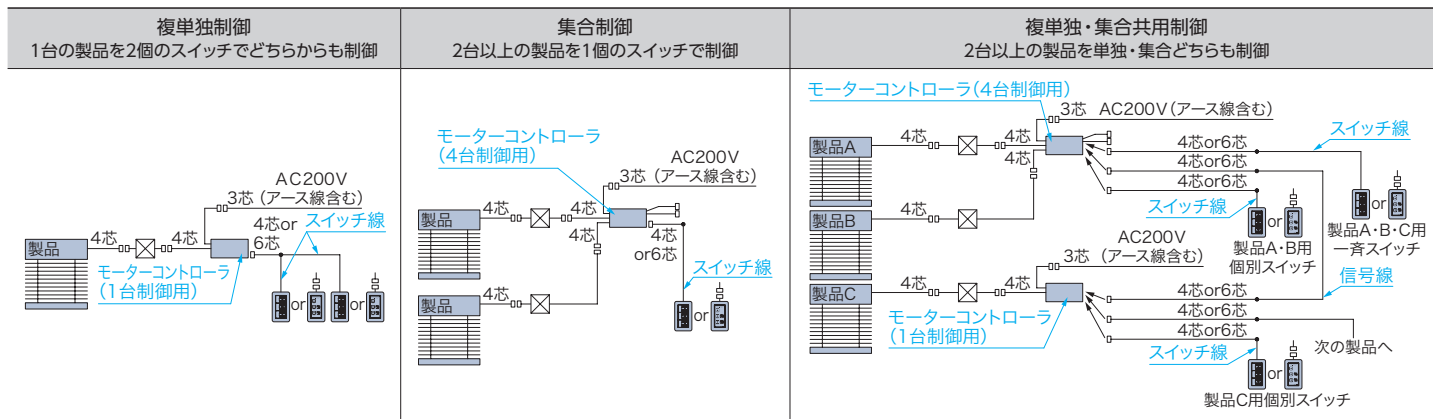 複単独制御
1台の製品を2個のスイッチでどちらからも制御
AC200V
3芯（アース線含む）
4芯or
6芯
スイッチ線
製品
4芯
4芯
モーターコントローラ
（1台制御用）
or
or
集合制御
2台以上の製品を1個のスイッチで制御
モーターコントローラ
（4台制御用）
AC200V
3芯（アース線含む）
製品
4芯
4芯
4芯
4芯
or6芯
スイッチ線
製品
4芯
or
複単独・集合共用制御
2台以上の製品を単独・集合どちらも制御
モーターコントローラ（4台制御用）
3芯 AC200V（アース線含む）
製品A
4芯
4芯
4芯
4芯or6芯
スイッチ線
4芯or6芯
4芯or6芯
スイッチ線
製品B
4芯
or
or
製品A・B用
個別スイッチ
製品A・B・C用
一斉スイッチ
AC200V
3芯（アース線含む）
製品C
4芯
4芯
モーターコントローラ
（1台制御用）
信号線
4芯or6芯
4芯or6芯
4芯or6芯
スイッチ線
次の製品へ
or
製品C用個別スイッチ